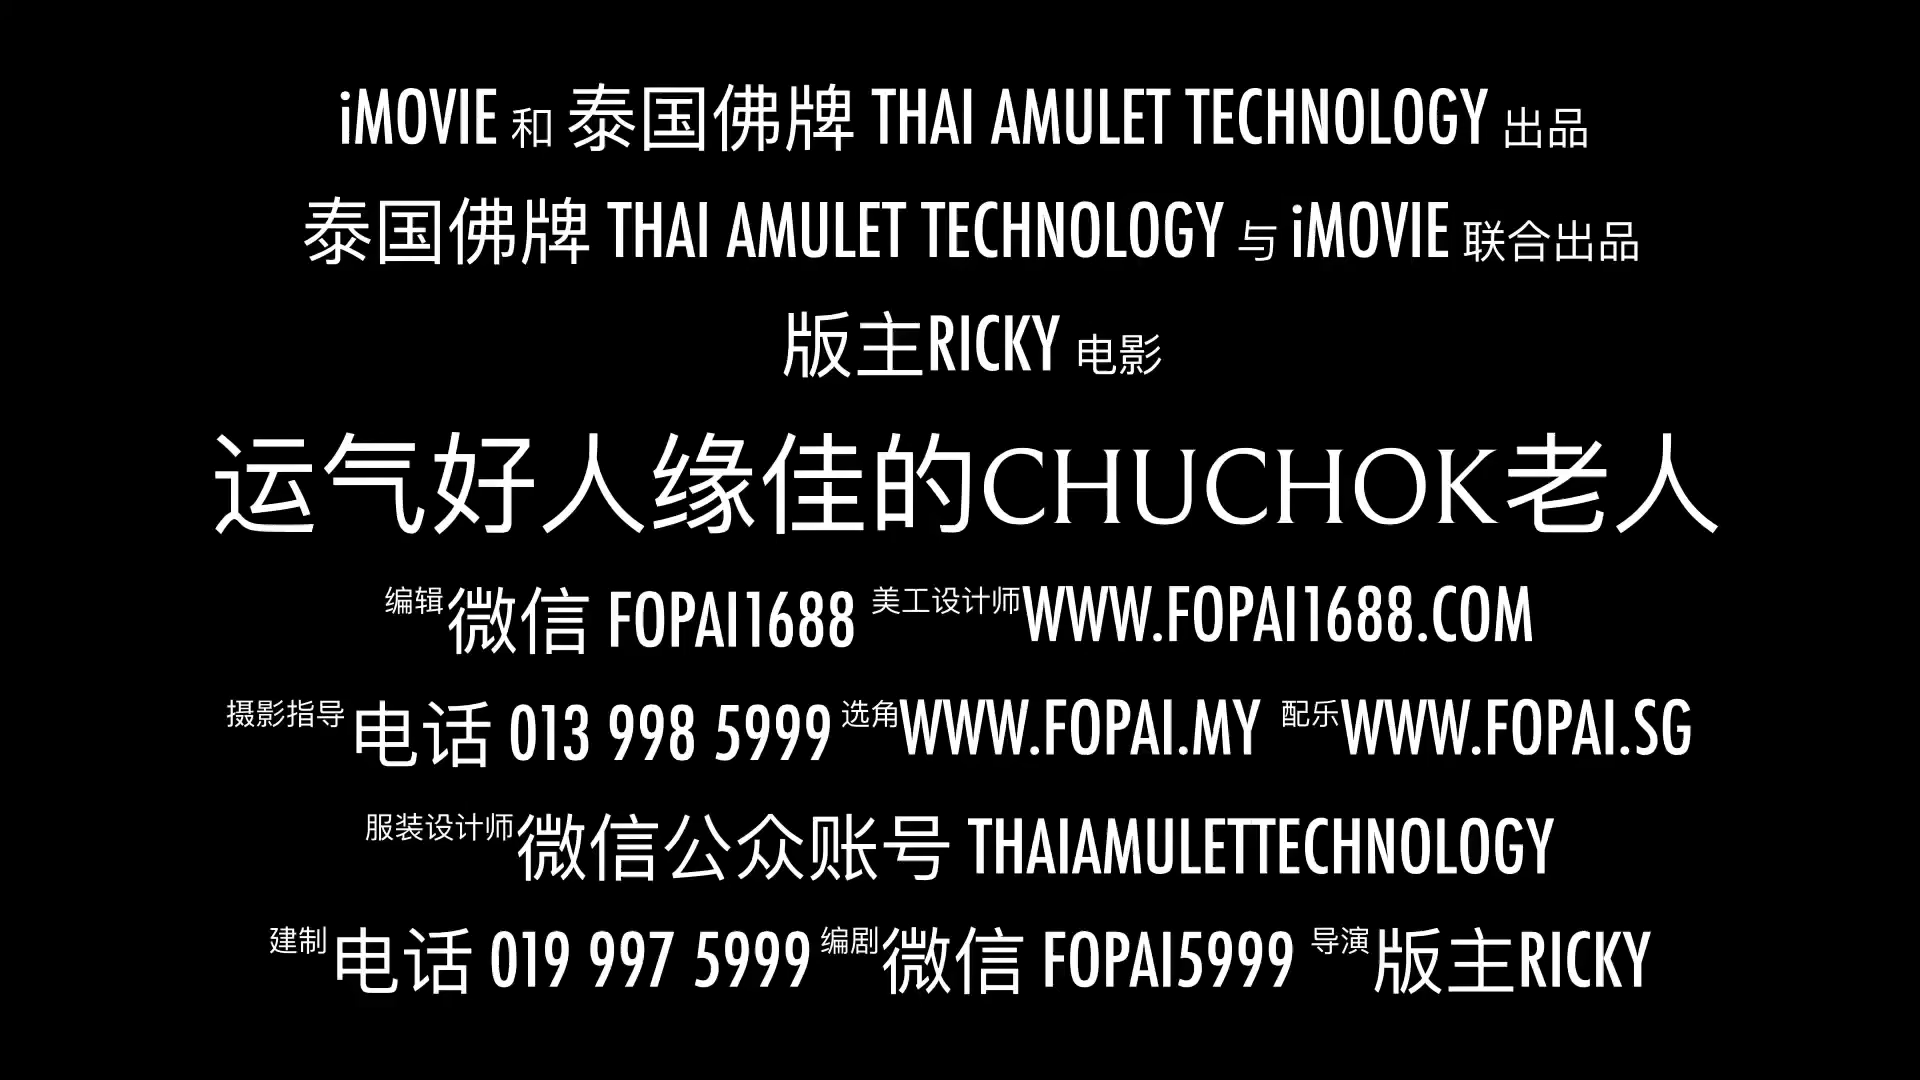 iMOVIE 和 泰国佛牌 THAI AMULET TECHNOLOGY 出品
泰国佛牌 THAI AMULET TECHNOLOGY 与 iMOVIE 联合出品
版主RICKY 电影
运气好人缘佳的CHUCHOK老人
编辑微信 FOPAI1688 美工设计师WWW.FOPAI1688.COM
摄影指导电话 013 998 5999 选角WWW.FOPAI.MY 配乐WWW.FOPAI.SG
服装设计师微信公众账号 THAIAMULETTECHNOLOGY
建制电话 019 997 5999 编剧微信 FOPAI5999 导演版主RICKY